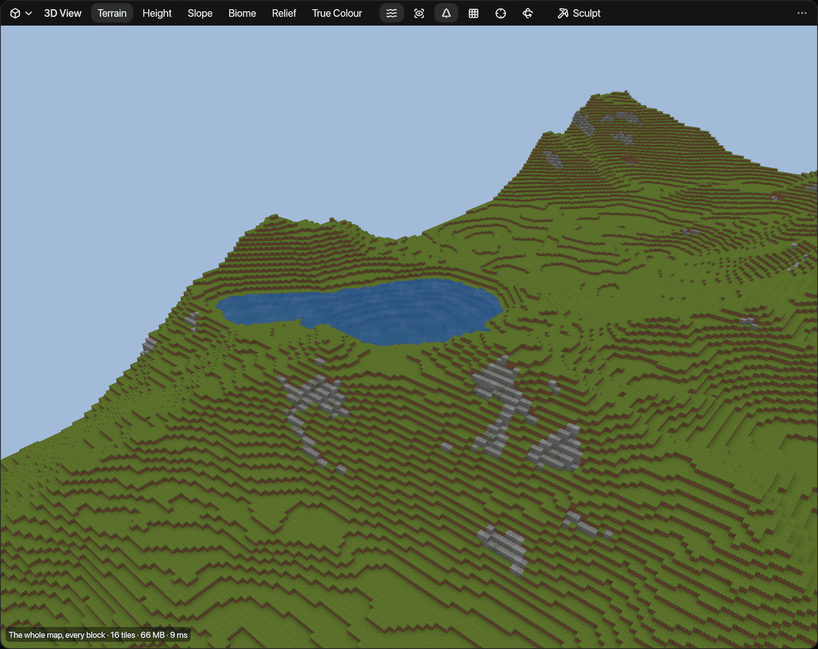 3D View Terrain Height Slope Biome Relief True Colour Sculpt
The whole map, every block · 16 tiles · 66 MB · 9 ms